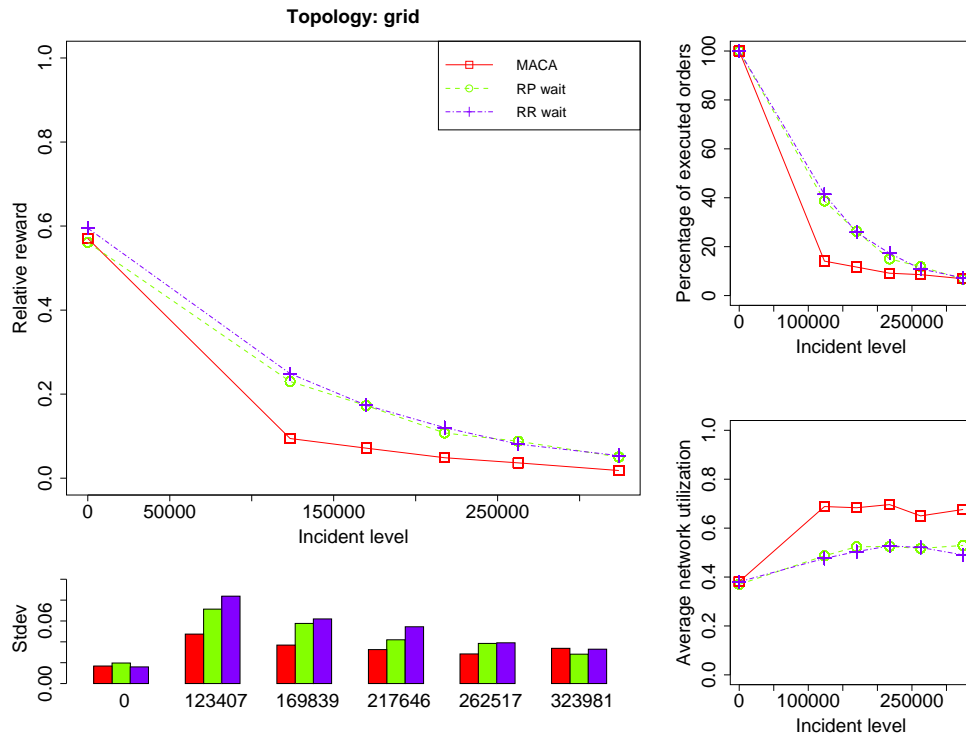 Topology: grid
MACA
RP wait
RR wait
Relative reward
0.0 0.2 0.4 0.6 0.8 1.0
0 50000 150000 250000
Incident level
Stdev
0.00 0.06
0 123407 169839 217646 262517 323981
Percentage of executed orders
0 20 40 60 80 100
0 100000 250000
Incident level
Average network utilization
0.0 0.2 0.4 0.6 0.8 1.0
0 100000 250000
Incident level